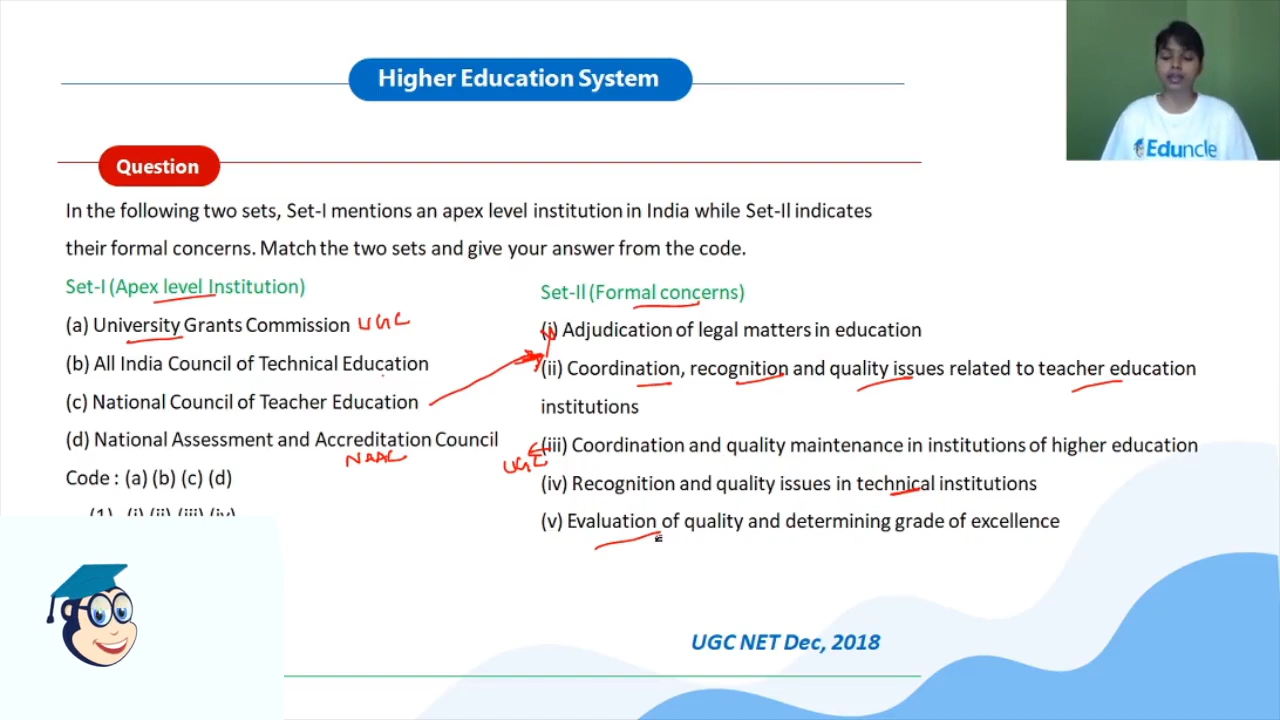 Higher Education System
Eduncle
Question
In the following two sets, Set-I mentions an apex level institution in India while Set-II indicates
their formal concerns. Match the two sets and give your answer from the code.
Set-I (Apex level Institution)
(a) University Grants Commission UGC
(b) All India Council of Technical Education
(c) National Council of Teacher Education
(d) National Assessment and Accreditation Council
NAAC
Code : (a) (b) (c) (d)
(1) (i) (ii) (iii) (iv)
Set-II (Formal concerns)
(i) Adjudication of legal matters in education
(ii) Coordination, recognition and quality issues related to teacher education
institutions
UGC (iii) Coordination and quality maintenance in institutions of higher education
(iv) Recognition and quality issues in technical institutions
(v) Evaluation of quality and determining grade of excellence
UGC NET Dec, 2018